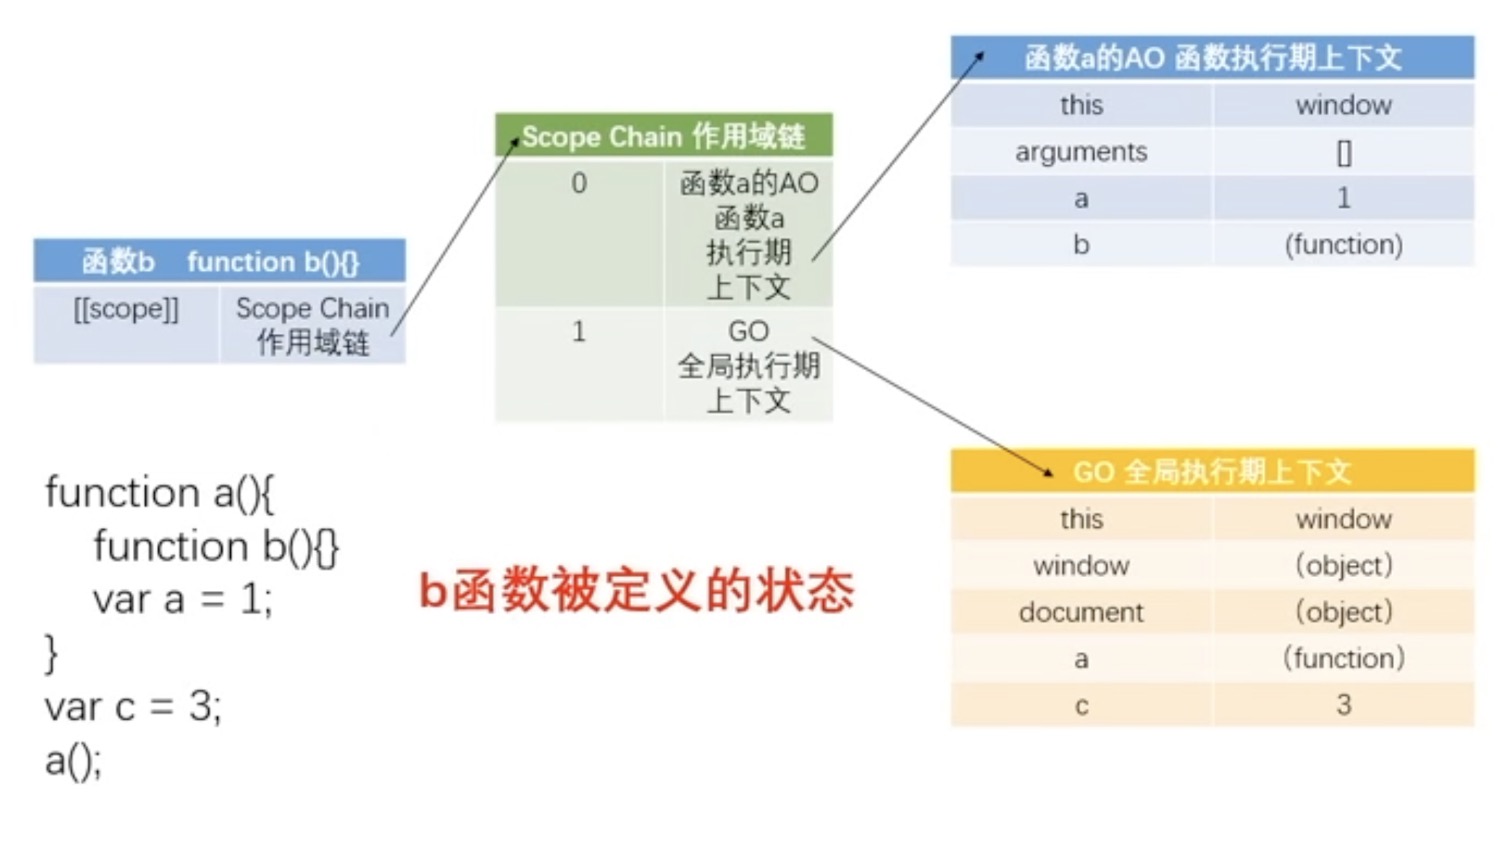 函数b function b(){}
[[scope]] Scope Chain
作用域链
Scope Chain 作用域链
0 函数a的AO
函数a
执行期
上下文
1 GO
全局执行期
上下文
函数a的AO 函数执行期上下文
this window
arguments []
a 1
b (function)
GO 全局执行期上下文
this window
window （object）
document （object）
a （function）
c 3
function a(){
function b(){}
var a = 1;
}
var c = 3;
a();
b函数被定义的状态